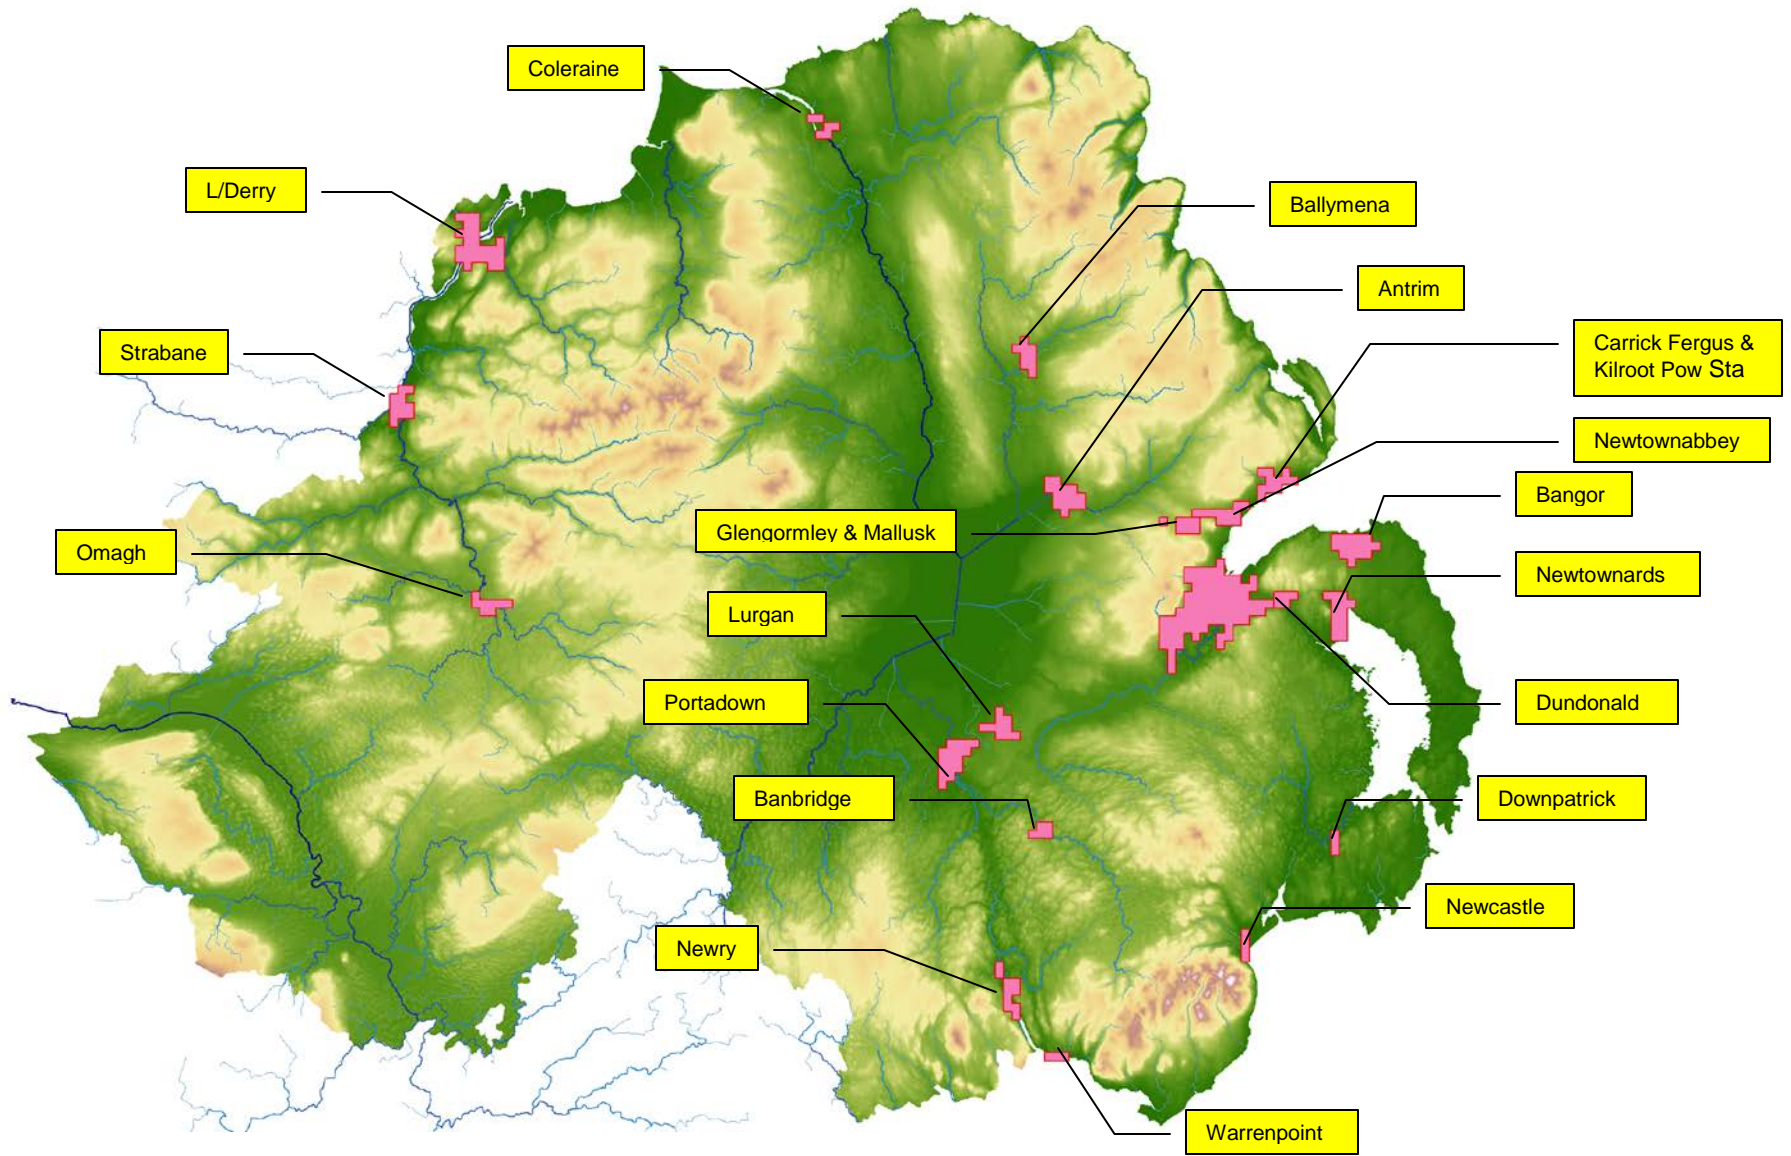 Coleraine
L/Derry
Ballymena
Antrim
Strabane
Carrick Fergus &
Kilroot Pow Sta
Newtownabbey
Bangor
Glengormley & Mallusk
Omagh
Newtownards
Lurgan
Portadown
Dundonald
Banbridge
Downpatrick
Newcastle
Newry
Warrenpoint